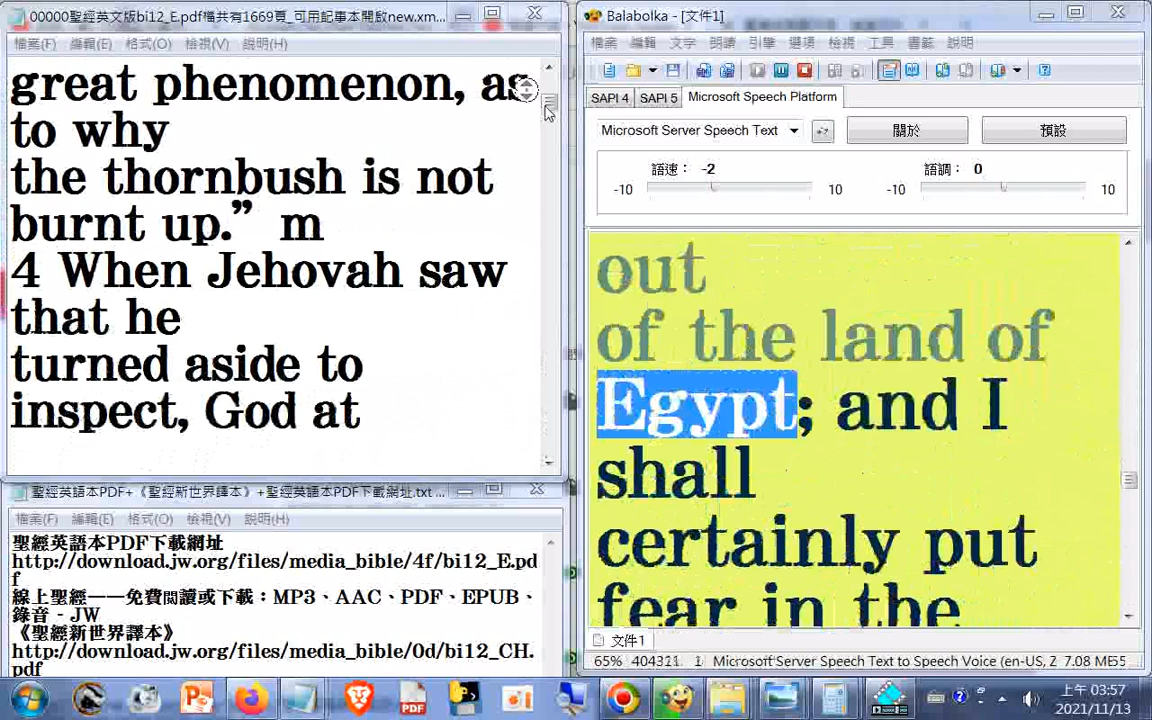 00000聖經英文版bi12_E.pdf檔共有1669頁_可用記事本開啟new.xm...
檔案(F) 編輯(E) 格式(O) 檢視(V) 說明(H)
great phenomenon, as
to why
the thornbush is not
burnt up.” m
4 When Jehovah saw
that he
turned aside to
inspect, God at
聖經英語本PDF+《聖經新世界譯本》+聖經英語本PDF下載網址.txt ...
檔案(F) 編輯(E) 格式(O) 檢視(V) 說明(H)
聖經英語本PDF下載網址
http://download.jw.org/files/media_bible/4f/bi12_E.pd
f
線上聖經——免費閱讀或下載：MP3、AAC、PDF、EPUB、
錄音 - JW
《聖經新世界譯本》
http://download.jw.org/files/media_bible/0d/bi12_CH.
pdf
Balabolka - [文件1]
檔案 編輯 文字 朗讀 引擎 選項 檢視 工具 書籤 說明
SAPI 4 SAPI 5 Microsoft Speech Platform
Microsoft Server Speech Text 關於 預設
語速： -2 語調： 0
-10 10 -10 10
out
of the land of
Egypt; and I
shall
certainly put
fear in the
文件1
65% 404321 1 Microsoft Server Speech Text to Speech Voice (en-US, Z 7.08 MB
上午 03:57
2021/11/13